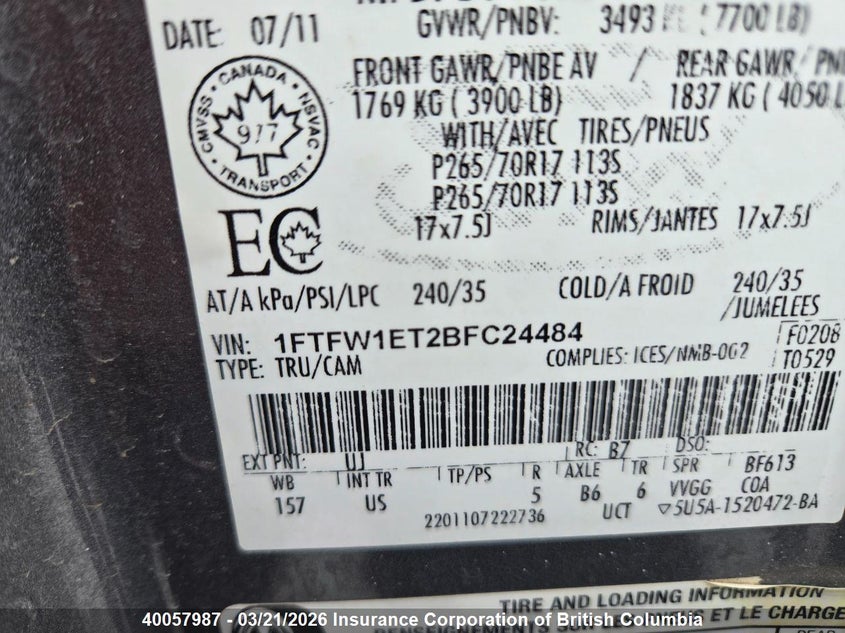 DATE: 07/11
GVWR/PNBV: 3493 (7700 LB)
FRONT GAWR/PNBE AV / REAR GAWR/
1769 KG ( 3900 LB) 1837 KG ( 4050
CANADA
CMVSS
NSVAC
917
TRANSPORT
WITH/AVEC TIRES/PNEUS
P265/70R17 113S
P265/70R17 113S
17x7.5J RIMS/JANTES 17x7.5J
EC
AT/A kPa/PSI/LPC 240/35 COLD/A FROID 240/35
/JUMELEES
VIN: 1FTFW1ET2BFC24484 F0208
TYPE: TRU/CAM COMPLIES: ICES/NMB-002 T0529
EXT PNT: UJ RC: B7 DSO:
WB INT TR TP/PS R AXLE TR SPR BF613
157 US 5 B6 6 VVGG COA
2201107222736 UCT ▽5U5A-1520472-BA
TIRE AND LOADING INFORMATION
ET LE CHARGE
40057987 - 03/21/2026 Insurance Corporation of British Columbia